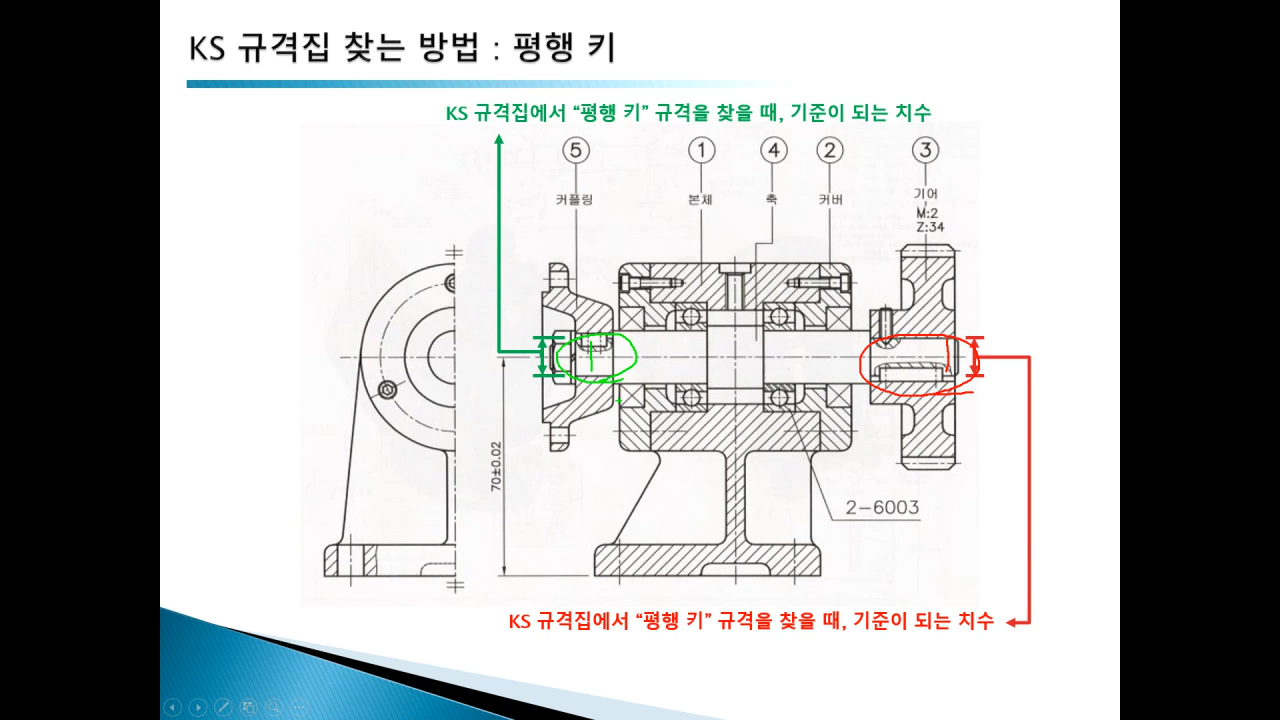 KS 규격집 찾는 방법 : 평행 키
KS 규격집에서 “평행 키” 규격을 찾을 때, 기준이 되는 치수
⑤ ① ④ ② ③
커플링 본체 축 커버 기어
M:2
Z:34
70±0.02
2-6003
KS 규격집에서 “평행 키” 규격을 찾을 때, 기준이 되는 치수